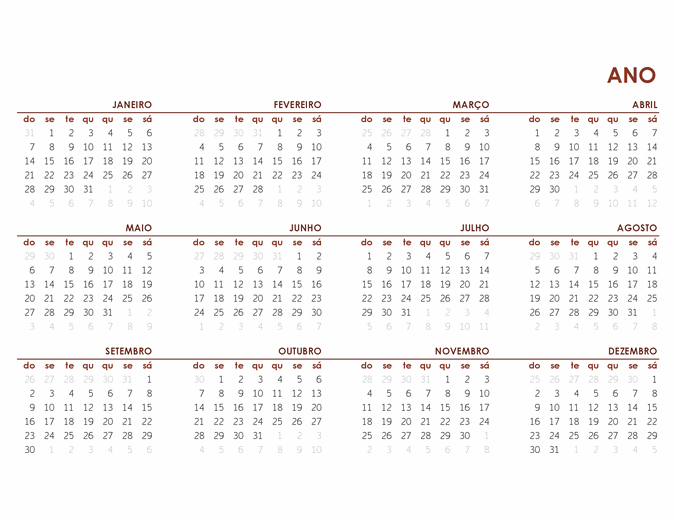 ANO
JANEIRO
do se te qu qu se sá
31 1 2 3 4 5 6
7 8 9 10 11 12 13
14 15 16 17 18 19 20
21 22 23 24 25 26 27
28 29 30 31 1 2 3
4 5 6 7 8 9 10
FEVEREIRO
do se te qu qu se sá
28 29 30 31 1 2 3
4 5 6 7 8 9 10
11 12 13 14 15 16 17
18 19 20 21 22 23 24
25 26 27 28 1 2 3
4 5 6 7 8 9 10
MARÇO
do se te qu qu se sá
25 26 27 28 1 2 3
4 5 6 7 8 9 10
11 12 13 14 15 16 17
18 19 20 21 22 23 24
25 26 27 28 29 30 31
1 2 3 4 5 6 7
ABRIL
do se te qu qu se sá
1 2 3 4 5 6 7
8 9 10 11 12 13 14
15 16 17 18 19 20 21
22 23 24 25 26 27 28
29 30 1 2 3 4 5
6 7 8 9 10 11 12
MAIO
do se te qu qu se sá
29 30 1 2 3 4 5
6 7 8 9 10 11 12
13 14 15 16 17 18 19
20 21 22 23 24 25 26
27 28 29 30 31 1 2
3 4 5 6 7 8 9
JUNHO
do se te qu qu se sá
27 28 29 30 31 1 2
3 4 5 6 7 8 9
10 11 12 13 14 15 16
17 18 19 20 21 22 23
24 25 26 27 28 29 30
1 2 3 4 5 6 7
JULHO
do se te qu qu se sá
1 2 3 4 5 6 7
8 9 10 11 12 13 14
15 16 17 18 19 20 21
22 23 24 25 26 27 28
29 30 31 1 2 3 4
5 6 7 8 9 10 11
AGOSTO
do se te qu qu se sá
29 30 31 1 2 3 4
5 6 7 8 9 10 11
12 13 14 15 16 17 18
19 20 21 22 23 24 25
26 27 28 29 30 31 1
2 3 4 5 6 7 8
SETEMBRO
do se te qu qu se sá
26 27 28 29 30 31 1
2 3 4 5 6 7 8
9 10 11 12 13 14 15
16 17 18 19 20 21 22
23 24 25 26 27 28 29
30 1 2 3 4 5 6
OUTUBRO
do se te qu qu se sá
30 1 2 3 4 5 6
7 8 9 10 11 12 13
14 15 16 17 18 19 20
21 22 23 24 25 26 27
28 29 30 31 1 2 3
4 5 6 7 8 9 10
NOVEMBRO
do se te qu qu se sá
28 29 30 31 1 2 3
4 5 6 7 8 9 10
11 12 13 14 15 16 17
18 19 20 21 22 23 24
25 26 27 28 29 30 1
2 3 4 5 6 7 8
DEZEMBRO
do se te qu qu se sá
25 26 27 28 29 30 1
2 3 4 5 6 7 8
9 10 11 12 13 14 15
16 17 18 19 20 21 22
23 24 25 26 27 28 29
30 31 1 2 3 4 5